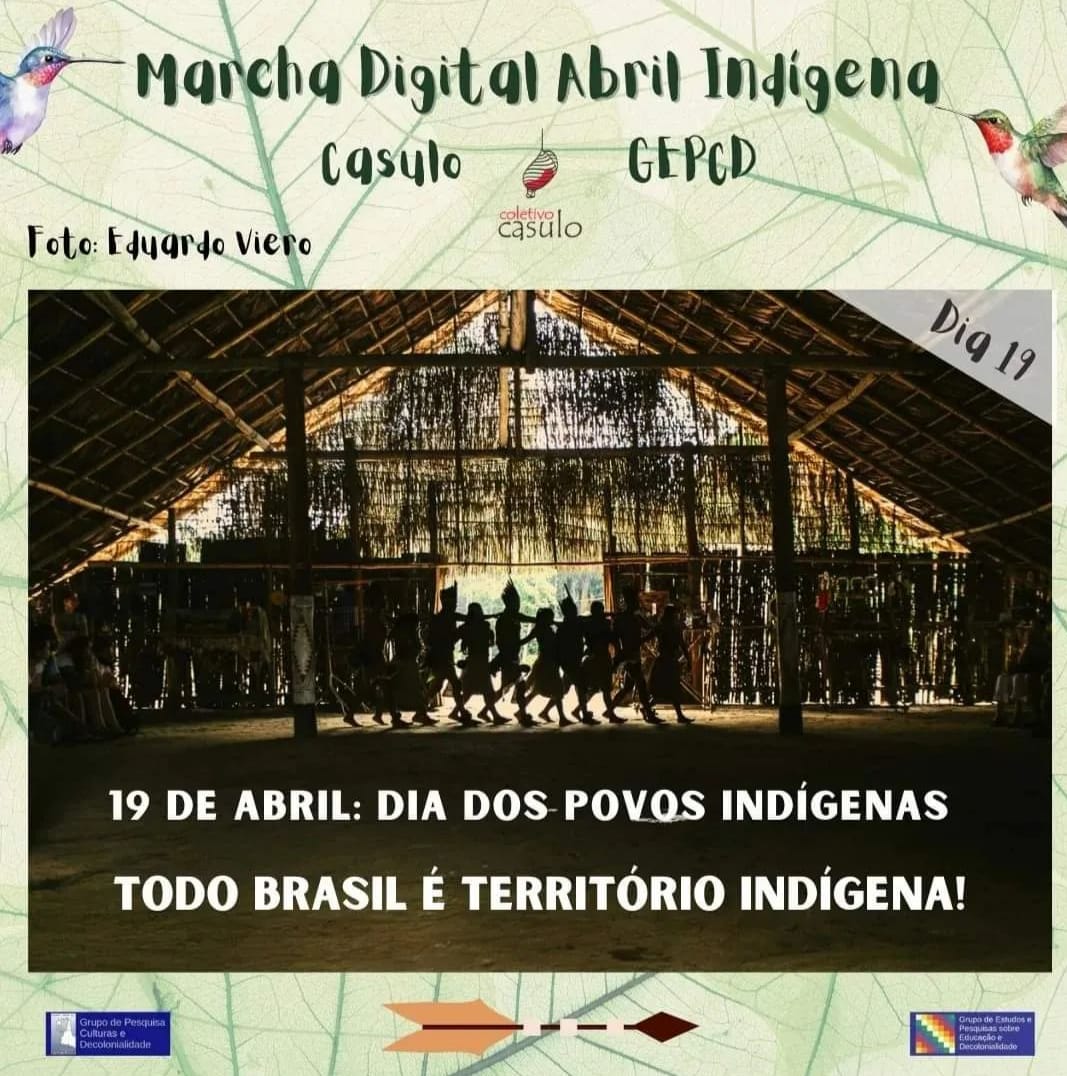 Marcha Digital Abril Indígena
Casulo GEPCD
coletivo
casulo
Foto: Eduardo Viero
Dia 19
19 DE ABRIL: DIA DOS POVOS INDÍGENAS
TODO BRASIL É TERRITÓRIO INDÍGENA!
Grupo de Pesquisa
Culturas e
Decolonialidade
Grupo de Estudos e
Pesquisas sobre
Educação e
Decolonialidade